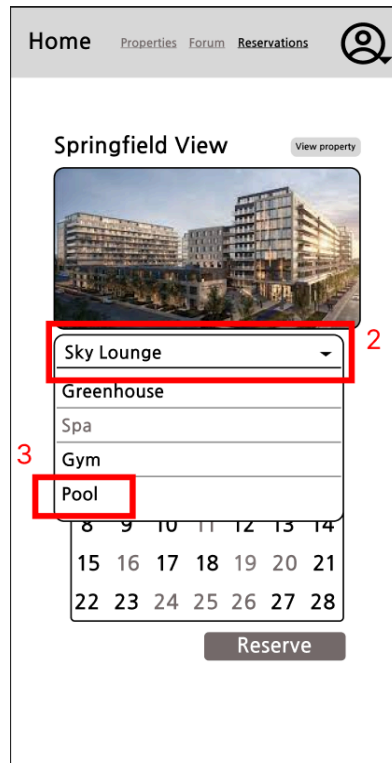 Home Properties Forum Reservations
Springfield View View property
Sky Lounge 2
Greenhouse
Spa
Gym
3
Pool
8 9 10 11 12 13 14
15 16 17 18 19 20 21
22 23 24 25 26 27 28
Reserve